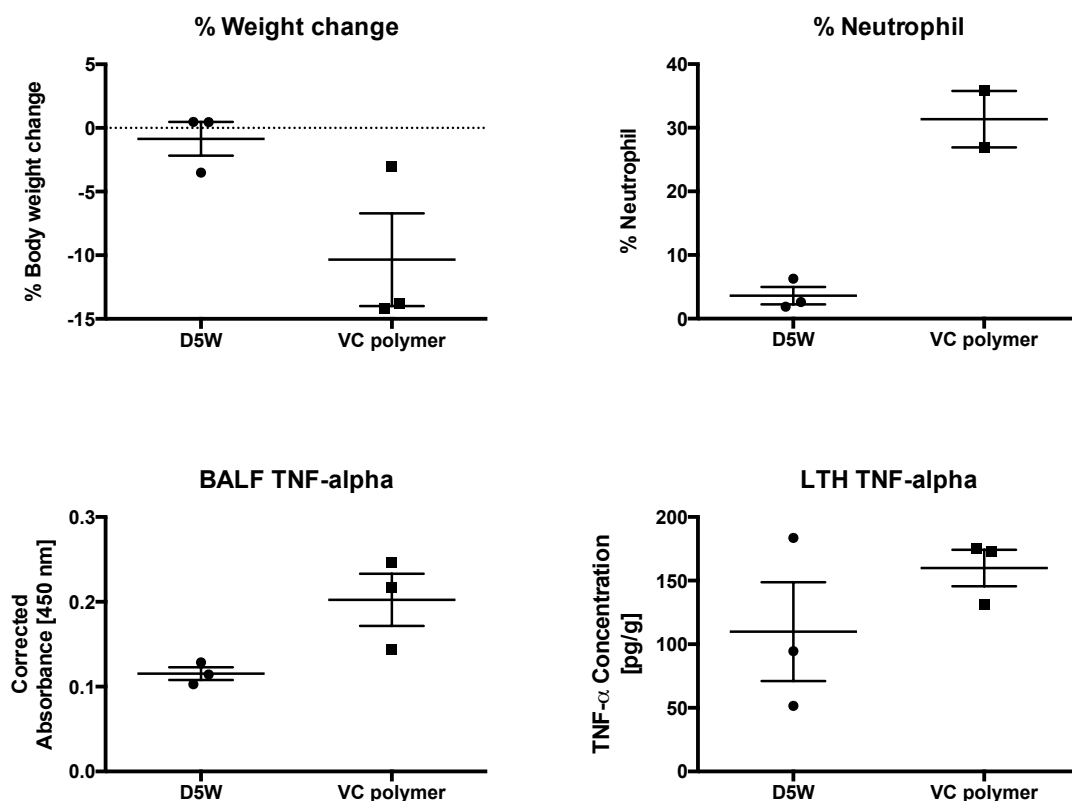 % Weight change
% Body weight change
5
0
-5
-10
-15
D5W
VC polymer
% Neutrophil
% Neutrophil
40
30
20
10
0
D5W
VC polymer
BALF TNF-alpha
Corrected
Absorbance [450 nm]
0.3
0.2
0.1
0.0
D5W
VC polymer
LTH TNF-alpha
TNF-α Concentration
[pg/g]
200
150
100
50
0
D5W
VC polymer